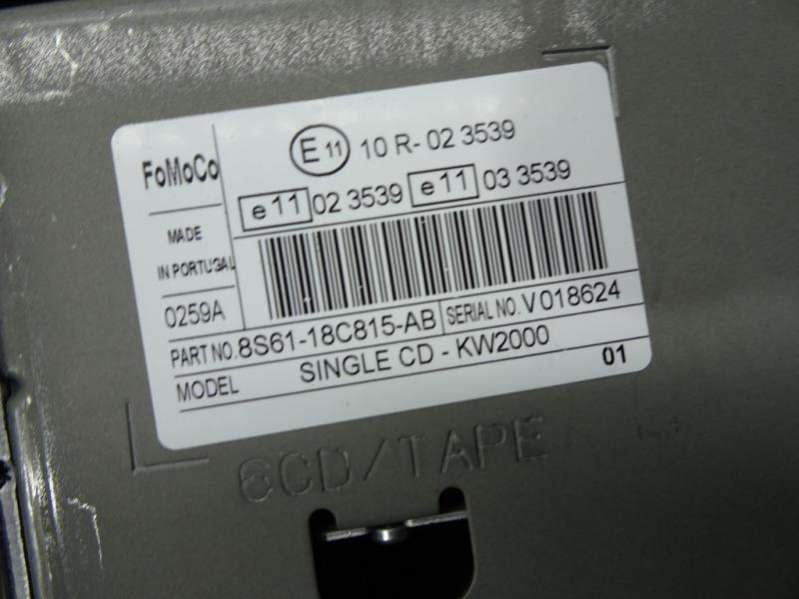 FoMoCo
E 11 10 R- 02 3539
e 11 02 3539 e 11 03 3539
MADE
IN PORTUGAL
0259A
PART NO. 8S61-18C815-AB SERIAL NO. V 018624
MODEL SINGLE CD - KW2000 01
6CD/TAPE